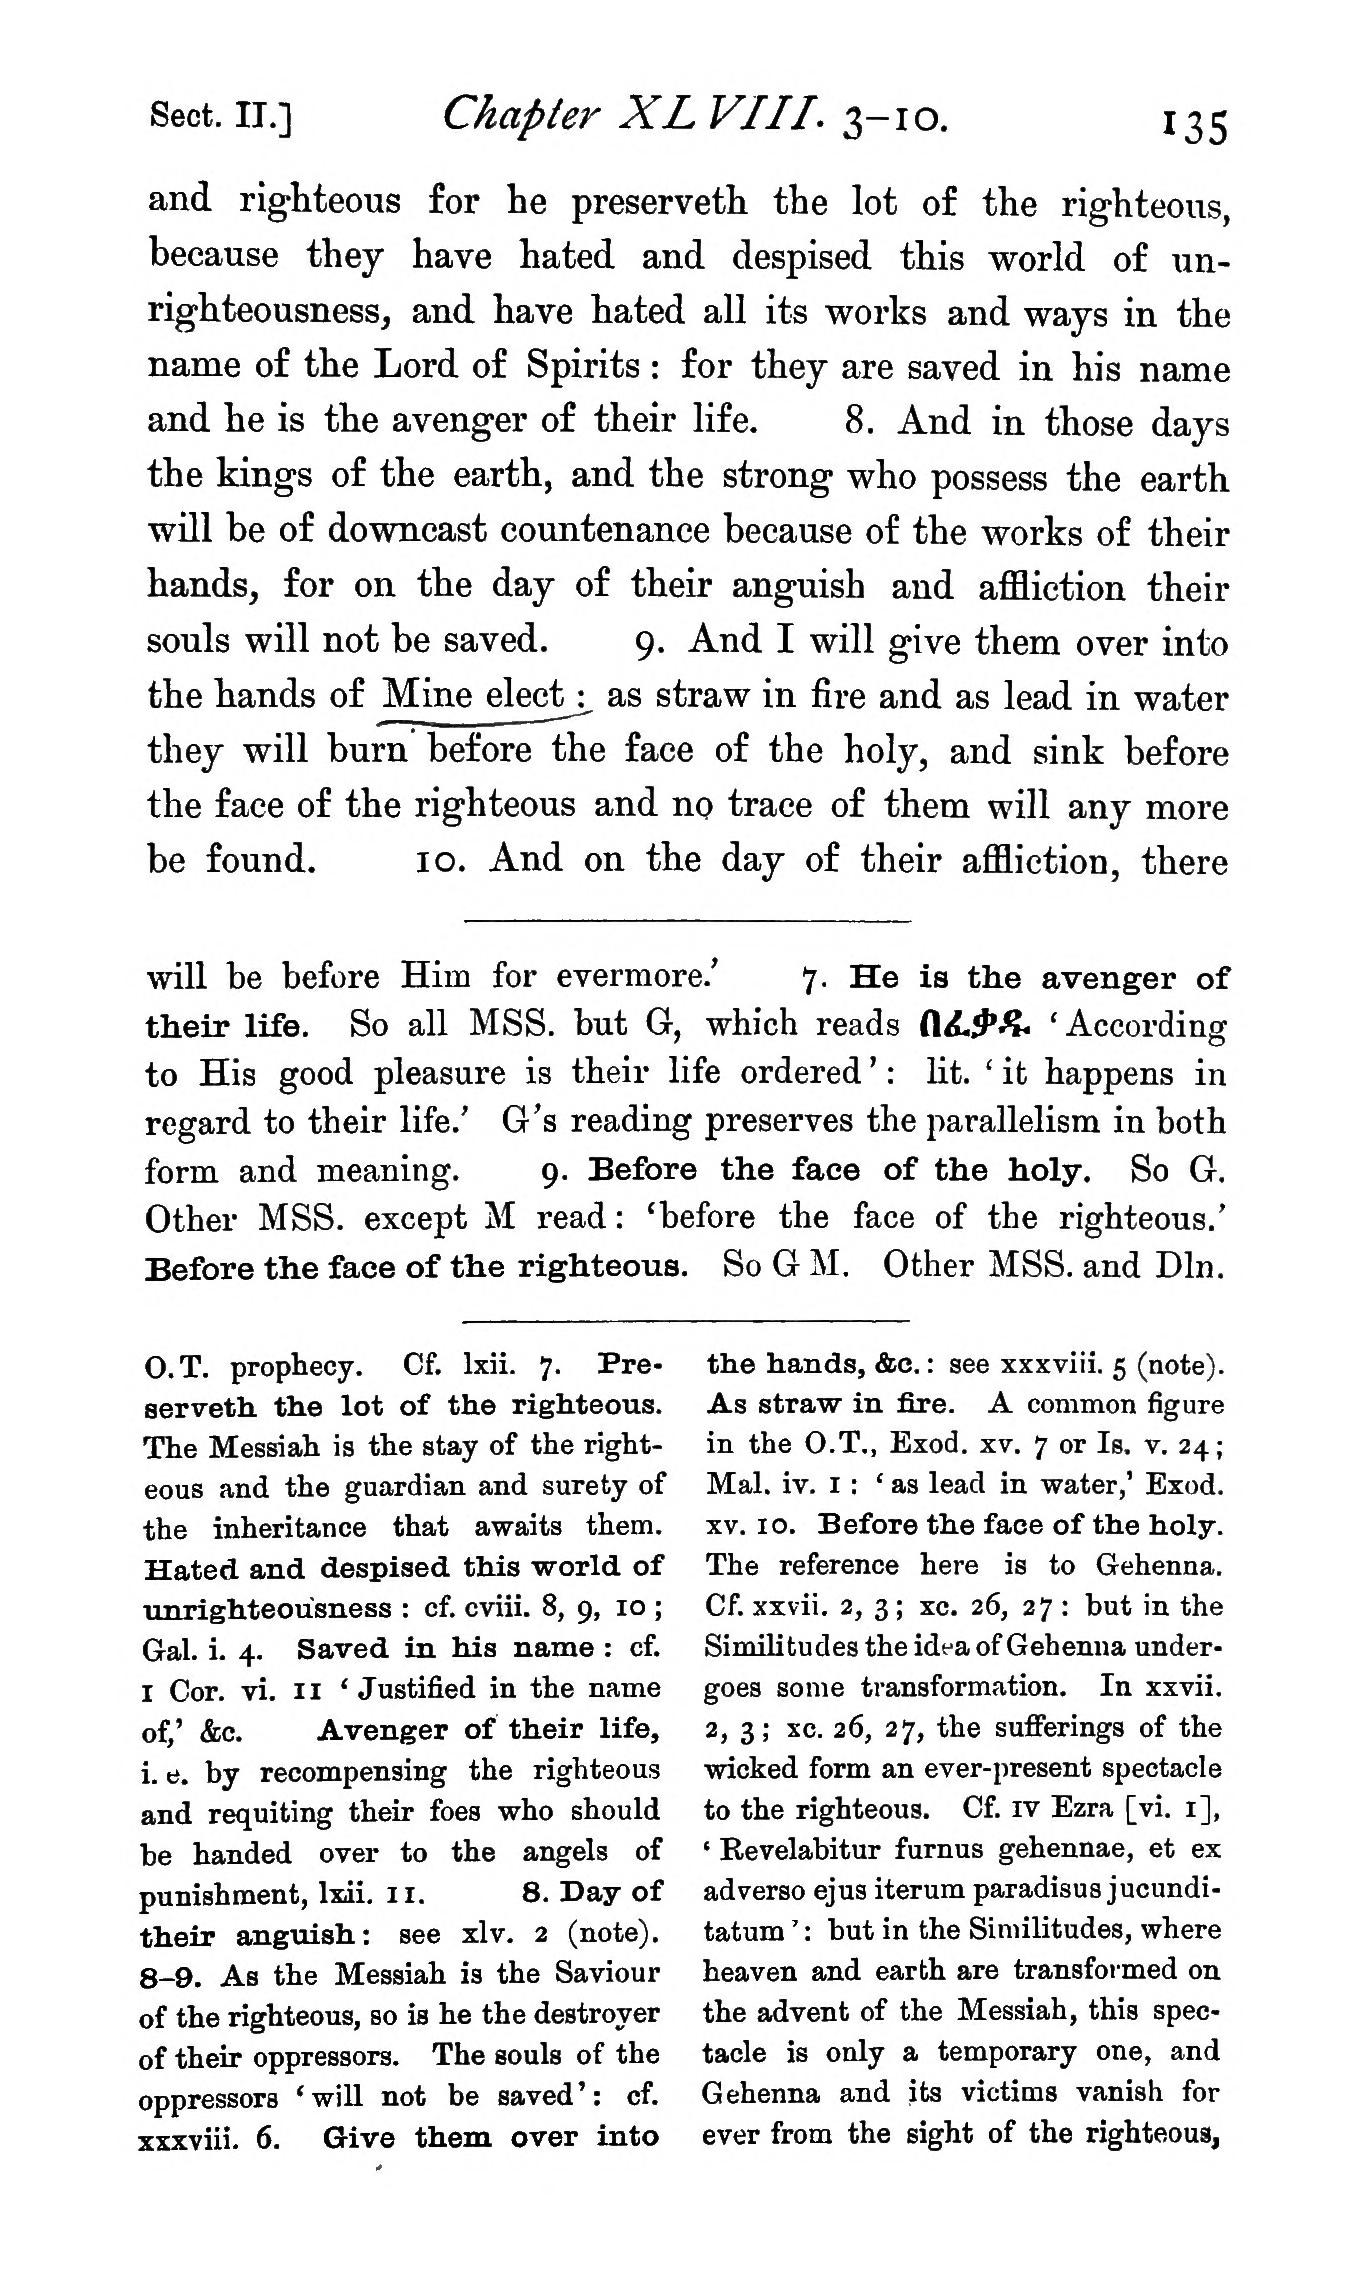 Sect. II.] Chapter XLVIII. 3–10. 135
and righteous for he preserveth the lot of the righteous,
because they have hated and despised this world of un-
righteousness, and have hated all its works and ways in the
name of the Lord of Spirits : for they are saved in his name
and he is the avenger of their life. 8. And in those days
the kings of the earth, and the strong who possess the earth
will be of downcast countenance because of the works of their
hands, for on the day of their anguish and affliction their
souls will not be saved. 9. And I will give them over into
the hands of Mine elect : as straw in fire and as lead in water
they will burn before the face of the holy, and sink before
the face of the righteous and no trace of them will any more
be found. 10. And on the day of their affliction, there
will be before Him for evermore.’ 7. He is the avenger of
their life. So all MSS. but G, which reads በፈቃዱ ‘According
to His good pleasure is their life ordered’ : lit. ‘it happens in
regard to their life.’ G’s reading preserves the parallelism in both
form and meaning. 9. Before the face of the holy. So G.
Other MSS. except M read : ‘before the face of the righteous.’
Before the face of the righteous. So G M. Other MSS. and Dln.
O.T. prophecy. Cf. lxii. 7. Pre-
serveth the lot of the righteous.
The Messiah is the stay of the right-
eous and the guardian and surety of
the inheritance that awaits them.
Hated and despised this world of
unrighteousness : cf. cviii. 8, 9, 10 ;
Gal. i. 4. Saved in his name : cf.
1 Cor. vi. 11 ‘Justified in the name
of,’ &c. Avenger of their life,
i. e. by recompensing the righteous
and requiting their foes who should
be handed over to the angels of
punishment, lxii. 11. 8. Day of
their anguish : see xlv. 2 (note).
8–9. As the Messiah is the Saviour
of the righteous, so is he the destroyer
of their oppressors. The souls of the
oppressors ‘will not be saved’ : cf.
xxxviii. 6. Give them over into
the hands, &c. : see xxxviii. 5 (note).
As straw in fire. A common figure
in the O.T., Exod. xv. 7 or Is. v. 24 ;
Mal. iv. 1 : ‘as lead in water,’ Exod.
xv. 10. Before the face of the holy.
The reference here is to Gehenna.
Cf. xxvii. 2, 3 ; xc. 26, 27 : but in the
Similitudes the idea of Gehenna under-
goes some transformation. In xxvii.
2, 3 ; xc. 26, 27, the sufferings of the
wicked form an ever-present spectacle
to the righteous. Cf. IV Ezra [vi. 1],
‘Revelabitur furnus gehennae, et ex
adverso ejus iterum paradisus jucundi-
tatum’ : but in the Similitudes, where
heaven and earth are transformed on
the advent of the Messiah, this spec-
tacle is only a temporary one, and
Gehenna and its victims vanish for
ever from the sight of the righteous,